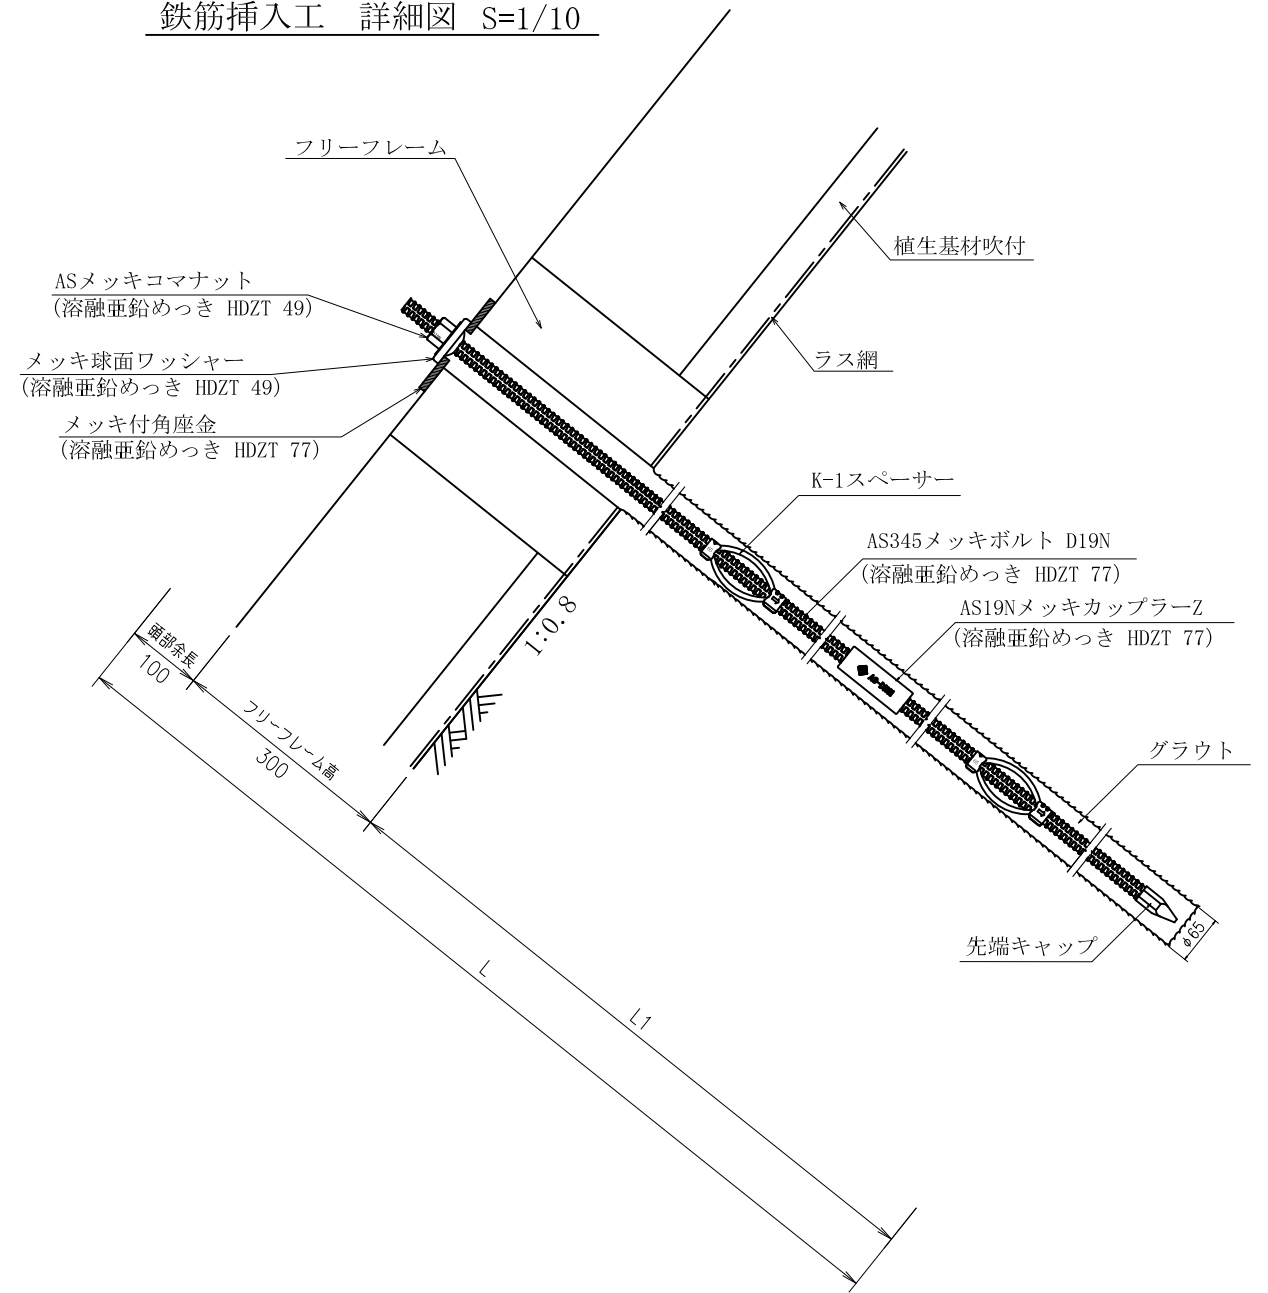 鉄筋挿入工　詳細図　S=1/10
フリーフレーム
植生基材吹付
ASメッキコマナット
(溶融亜鉛めっき HDZT 49)
ラス網
メッキ球面ワッシャー
(溶融亜鉛めっき HDZT 49)
メッキ付角座金
(溶融亜鉛めっき HDZT 77)
K-1スペーサー
AS345メッキボルト D19N
(溶融亜鉛めっき HDZT 77)
AS19NメッキカップラーZ
(溶融亜鉛めっき HDZT 77)
1:0.8
頭部余長
100
フリーフレーム高
300
グラウト
先端キャップ
φ65
L
L1